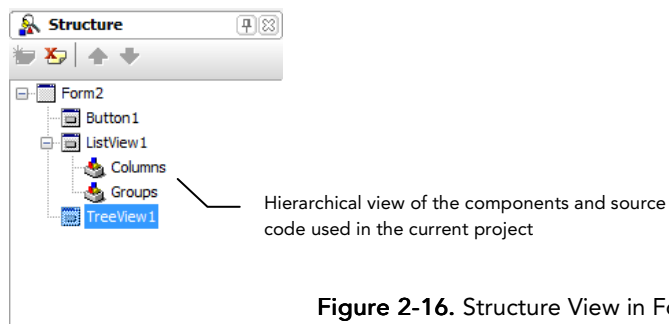 Structure
Form2
Button1
ListView1
Columns
Groups
TreeView1
Hierarchical view of the components and source
code used in the current project
Figure 2-16. Structure View in